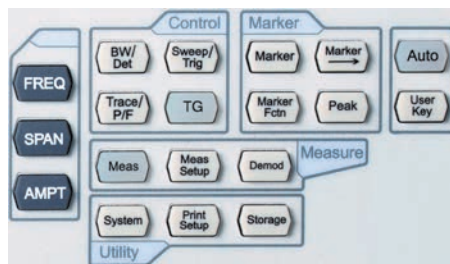 Control
Marker
BW/
Det
Sweep/
Trig
Marker
Marker
Auto
FREQ
Trace/
P/F
TG
Marker
Fctn
Peak
User
Key
SPAN
Meas
Meas
Setup
Demod
Measure
AMPT
System
Print
Setup
Storage
Utility